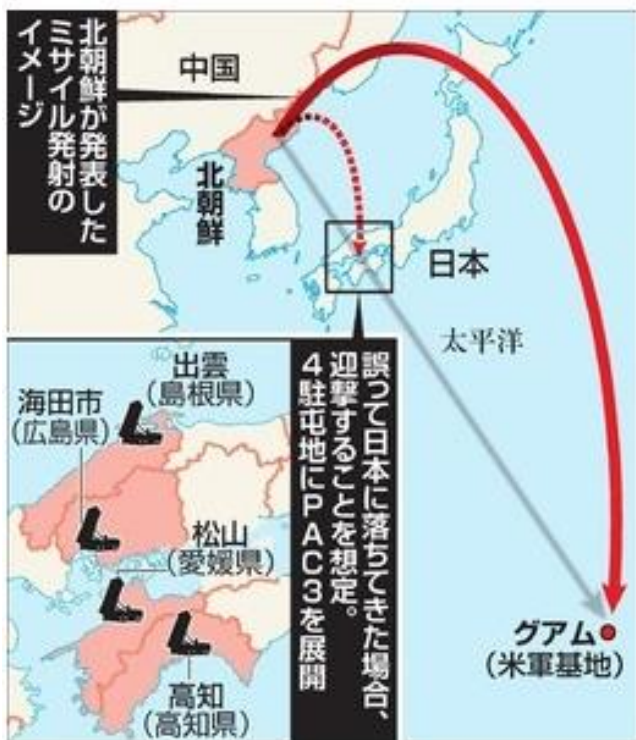 北朝鮮が発表した
ミサイル発射の
イメージ
中国
北朝鮮
日本
太平洋
グアム
(米軍基地)
誤って日本に落ちてきた場合、
迎撃することを想定。
4駐屯地にPAC3を展開
出雲
(島根県)
海田市
(広島県)
松山
(愛媛県)
高知
(高知県)